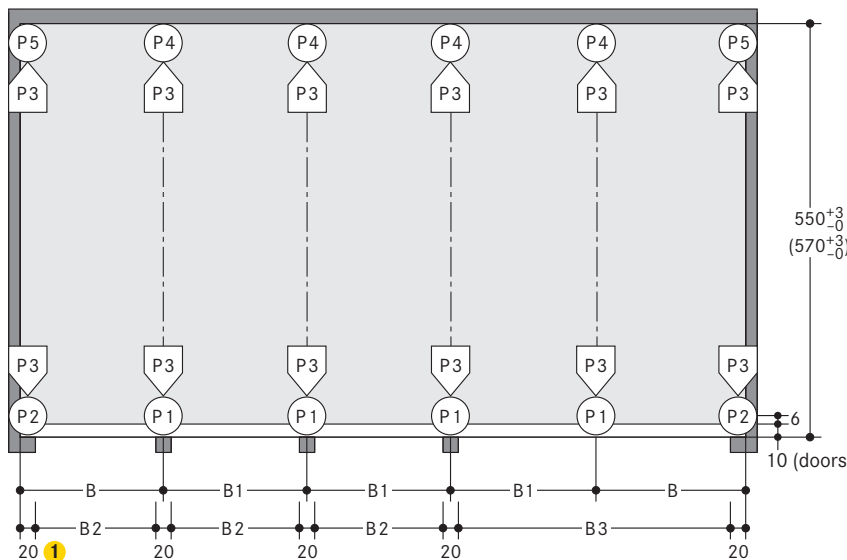 P5 P4 P4 P4 P4 P5
P3 P3 P3 P3 P3 P3
550 +3 -0
(570 +3 -0)
P3 P3 P3 P3 P3 P3
P2 P1 P1 P1 P1 P2
6
10 (doors
B B1 B1 B1 B
B2 B2 B2 B3
20 1 20 20 20 20